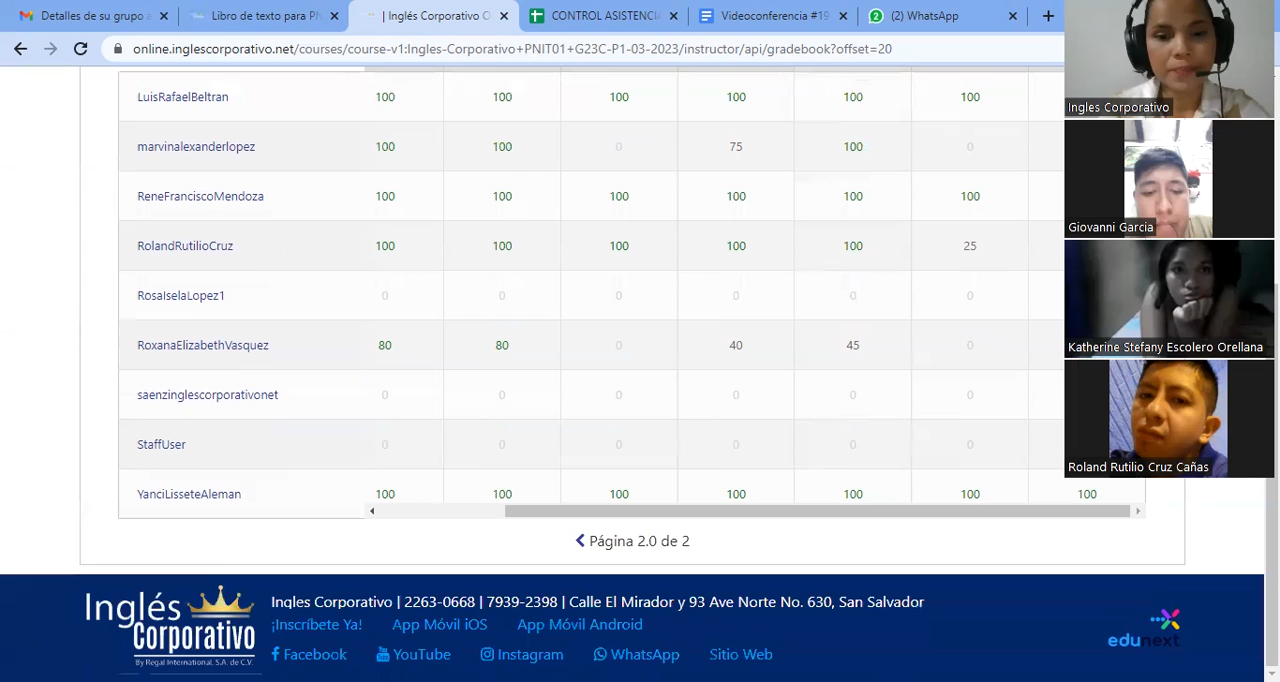 Detalles de su grupo
Libro de texto para PN
| Inglés Corporativo O
CONTROL ASISTENCI
Videoconferencia #19
(2) WhatsApp
online.inglescorporativo.net/courses/course-v1:Ingles-Corporativo+PNIT01+G23C-P1-03-2023/instructor/api/gradebook?offset=20
LuisRafaelBeltran 100 100 100 100 100 100
marvinalexanderlopez 100 100 0 75 100 0
ReneFranciscoMendoza 100 100 100 100 100 100
RolandRutilioCruz 100 100 100 100 100 25
RosaIselaLopez1 0 0 0 0 0 0
RoxanaElizabethVasquez 80 80 0 40 45 0
saenzinglescorporativonet 0 0 0 0 0 0
StaffUser 0 0 0 0 0 0
YanciLisseteAleman 100 100 100 100 100 100 100
Página 2.0 de 2
Ingles Corporativo
Giovanni Garcia
Katherine Stefany Escolero Orellana
Roland Rutilio Cruz Cañas
Inglés Corporativo
By Regal International, S.A. de C.V.
Ingles Corporativo | 2263-0668 | 7939-2398 | Calle El Mirador y 93 Ave Norte No. 630, San Salvador
¡Inscríbete Ya! App Móvil iOS App Móvil Android
Facebook YouTube Instagram WhatsApp Sitio Web
edunext